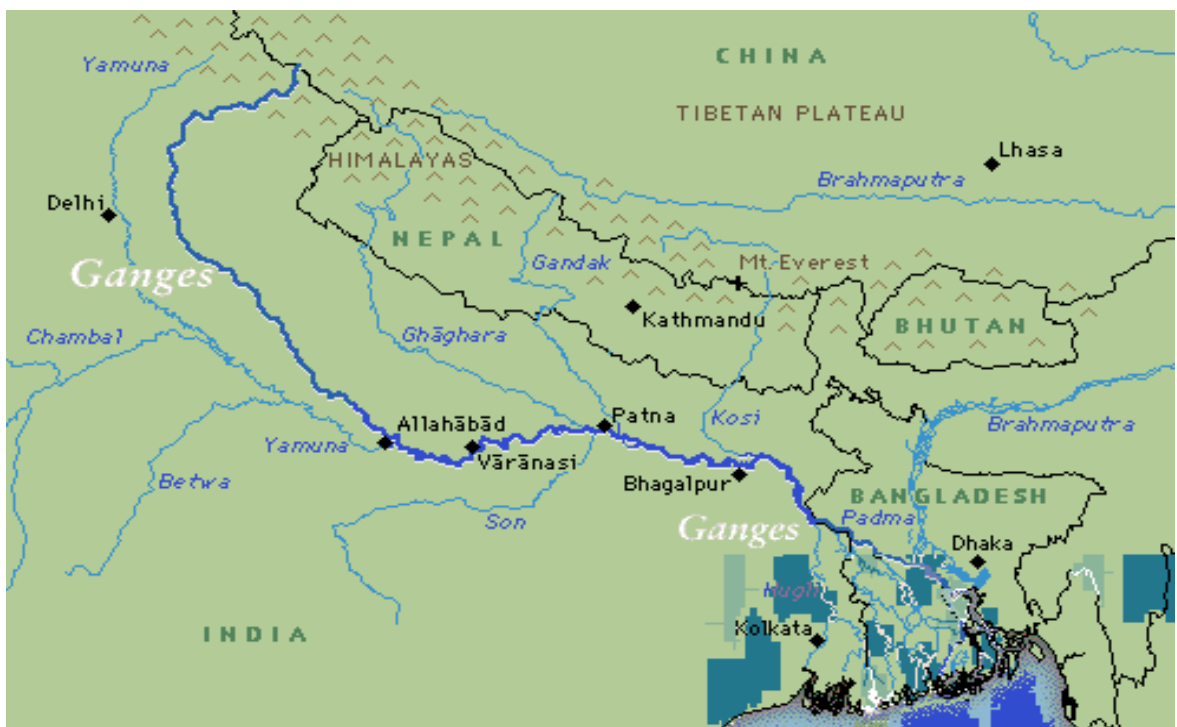 CHINA
Yamuna
TIBETAN PLATEAU
Lhasa
HIMALAYAS
Brahmaputra
Delhi
NEPAL
Ganges
Gandak
Mt. Everest
Kathmandu
BHUTAN
Chambal
Ghāghara
Patna
Kosi
Brahmaputra
Allahābād
Yamuna
Vārānasi
Betwa
Bhagalpur
BANGLADESH
Son
Ganges
Padma
Dhaka
Hugli
Kolkata
INDIA